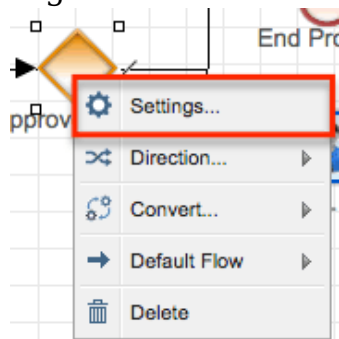 End Pro
pprov
Settings...
Direction...
Convert...
Default Flow
Delete